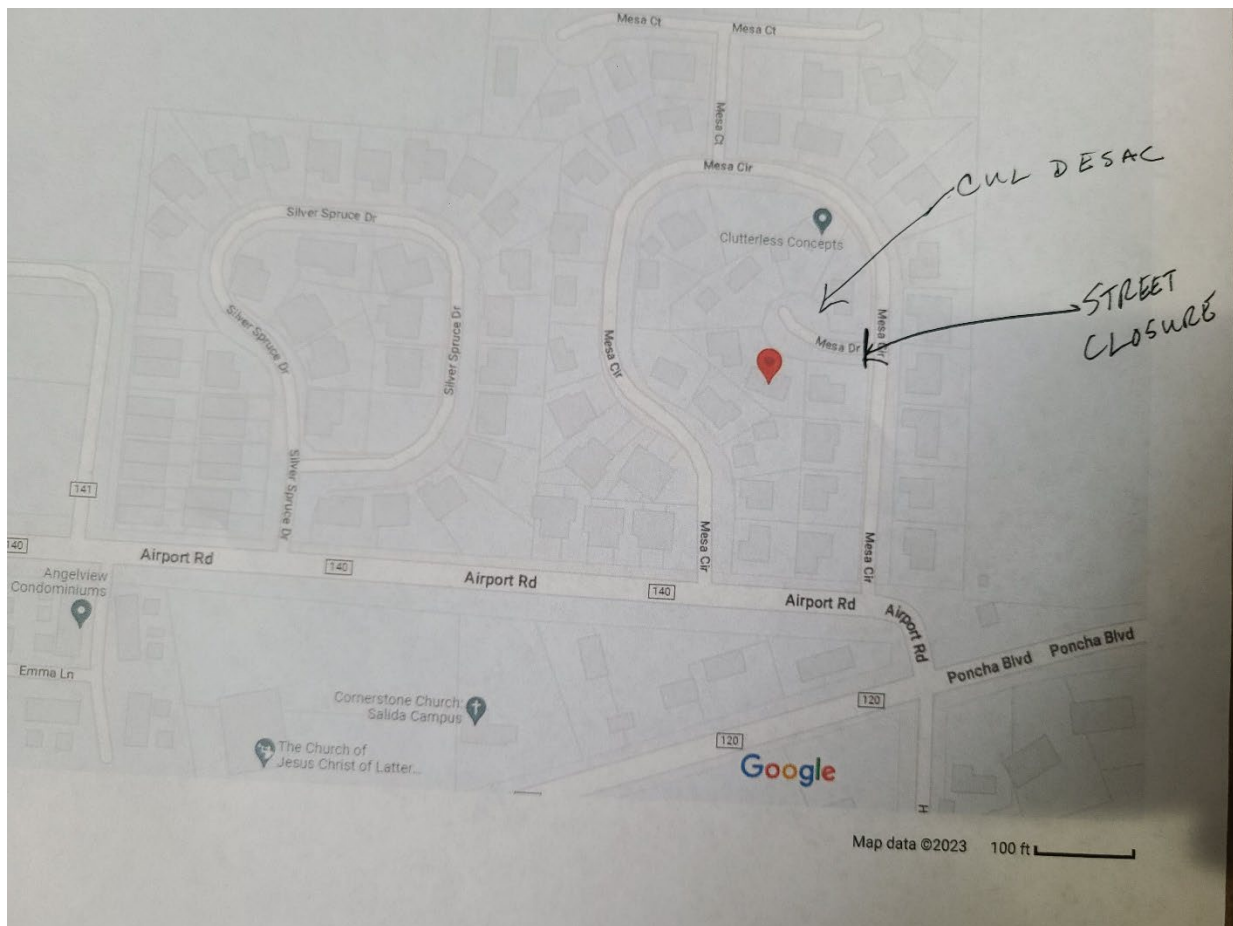 Mesa Ct
Mesa Ct
Mesa Ct
CUL DESAC
Mesa Cir
Silver Spruce Dr
Clutterless Concepts
STREET
CLOSURE
Silver Spruce Dr
Silver Spruce Dr
Mesa Cir
Mesa Dr
Mesa Cir
141
Silver Spruce Dr
Mesa Cir
Mesa Cir
140
Airport Rd
140
Airport Rd
140
Airport Rd
Airport Rd
Angelview
Condominiums
Poncha Blvd
Poncha Blvd
Emma Ln
Cornerstone Church:
Salida Campus
120
120
The Church of
Jesus Christ of Latter...
Google
H
Map data ©2023
100 ft